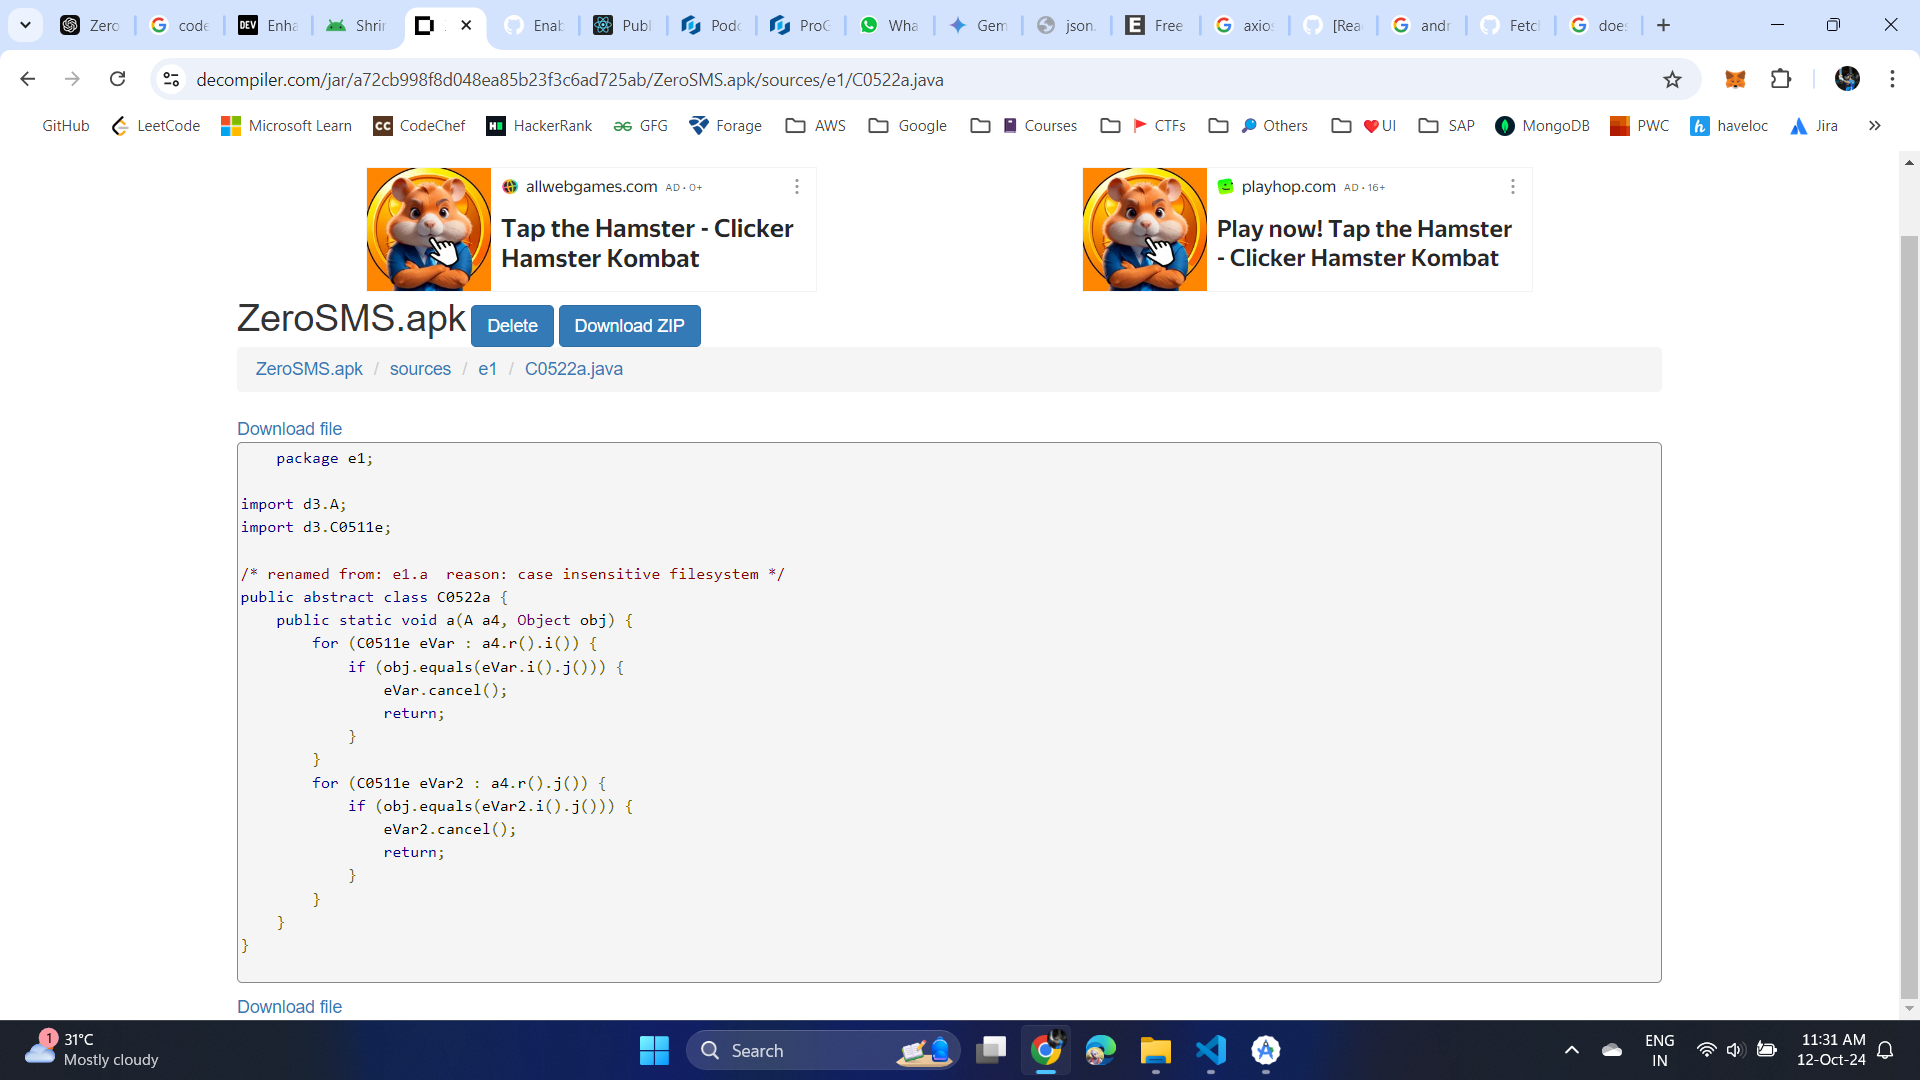 Zero
code
DEV
Enha
Shrin
Enab
Publ
Podc
ProG
Wha
Gem
json.
E
Free
axios
[Rea
andr
Fetch
does
decompiler.com/jar/a72cb998f8d048ea85b23f3c6ad725ab/ZeroSMS.apk/sources/e1/C0522a.java
GitHub
LeetCode
Microsoft Learn
CC
CodeChef
H
HackerRank
GFG
Forage
AWS
Google
Courses
CTFs
Others
UI
SAP
MongoDB
PWC
h
haveloc
Jira
allwebgames.com AD • 0+
Tap the Hamster - Clicker
Hamster Kombat
playhop.com AD • 16+
Play now! Tap the Hamster
- Clicker Hamster Kombat
ZeroSMS.apk Delete Download ZIP
ZeroSMS.apk / sources / e1 / C0522a.java
Download file
package e1;
import d3.A;
import d3.C0511e;
/* renamed from: e1.a  reason: case insensitive filesystem */
public abstract class C0522a {
    public static void a(A a4, Object obj) {
        for (C0511e eVar : a4.r().i()) {
            if (obj.equals(eVar.i().j())) {
                eVar.cancel();
                return;
            }
        }
        for (C0511e eVar2 : a4.r().j()) {
            if (obj.equals(eVar2.i().j())) {
                eVar2.cancel();
                return;
            }
        }
    }
}
Download file
1
31°C
Mostly cloudy
Search
ENG
IN
11:31 AM
12-Oct-24